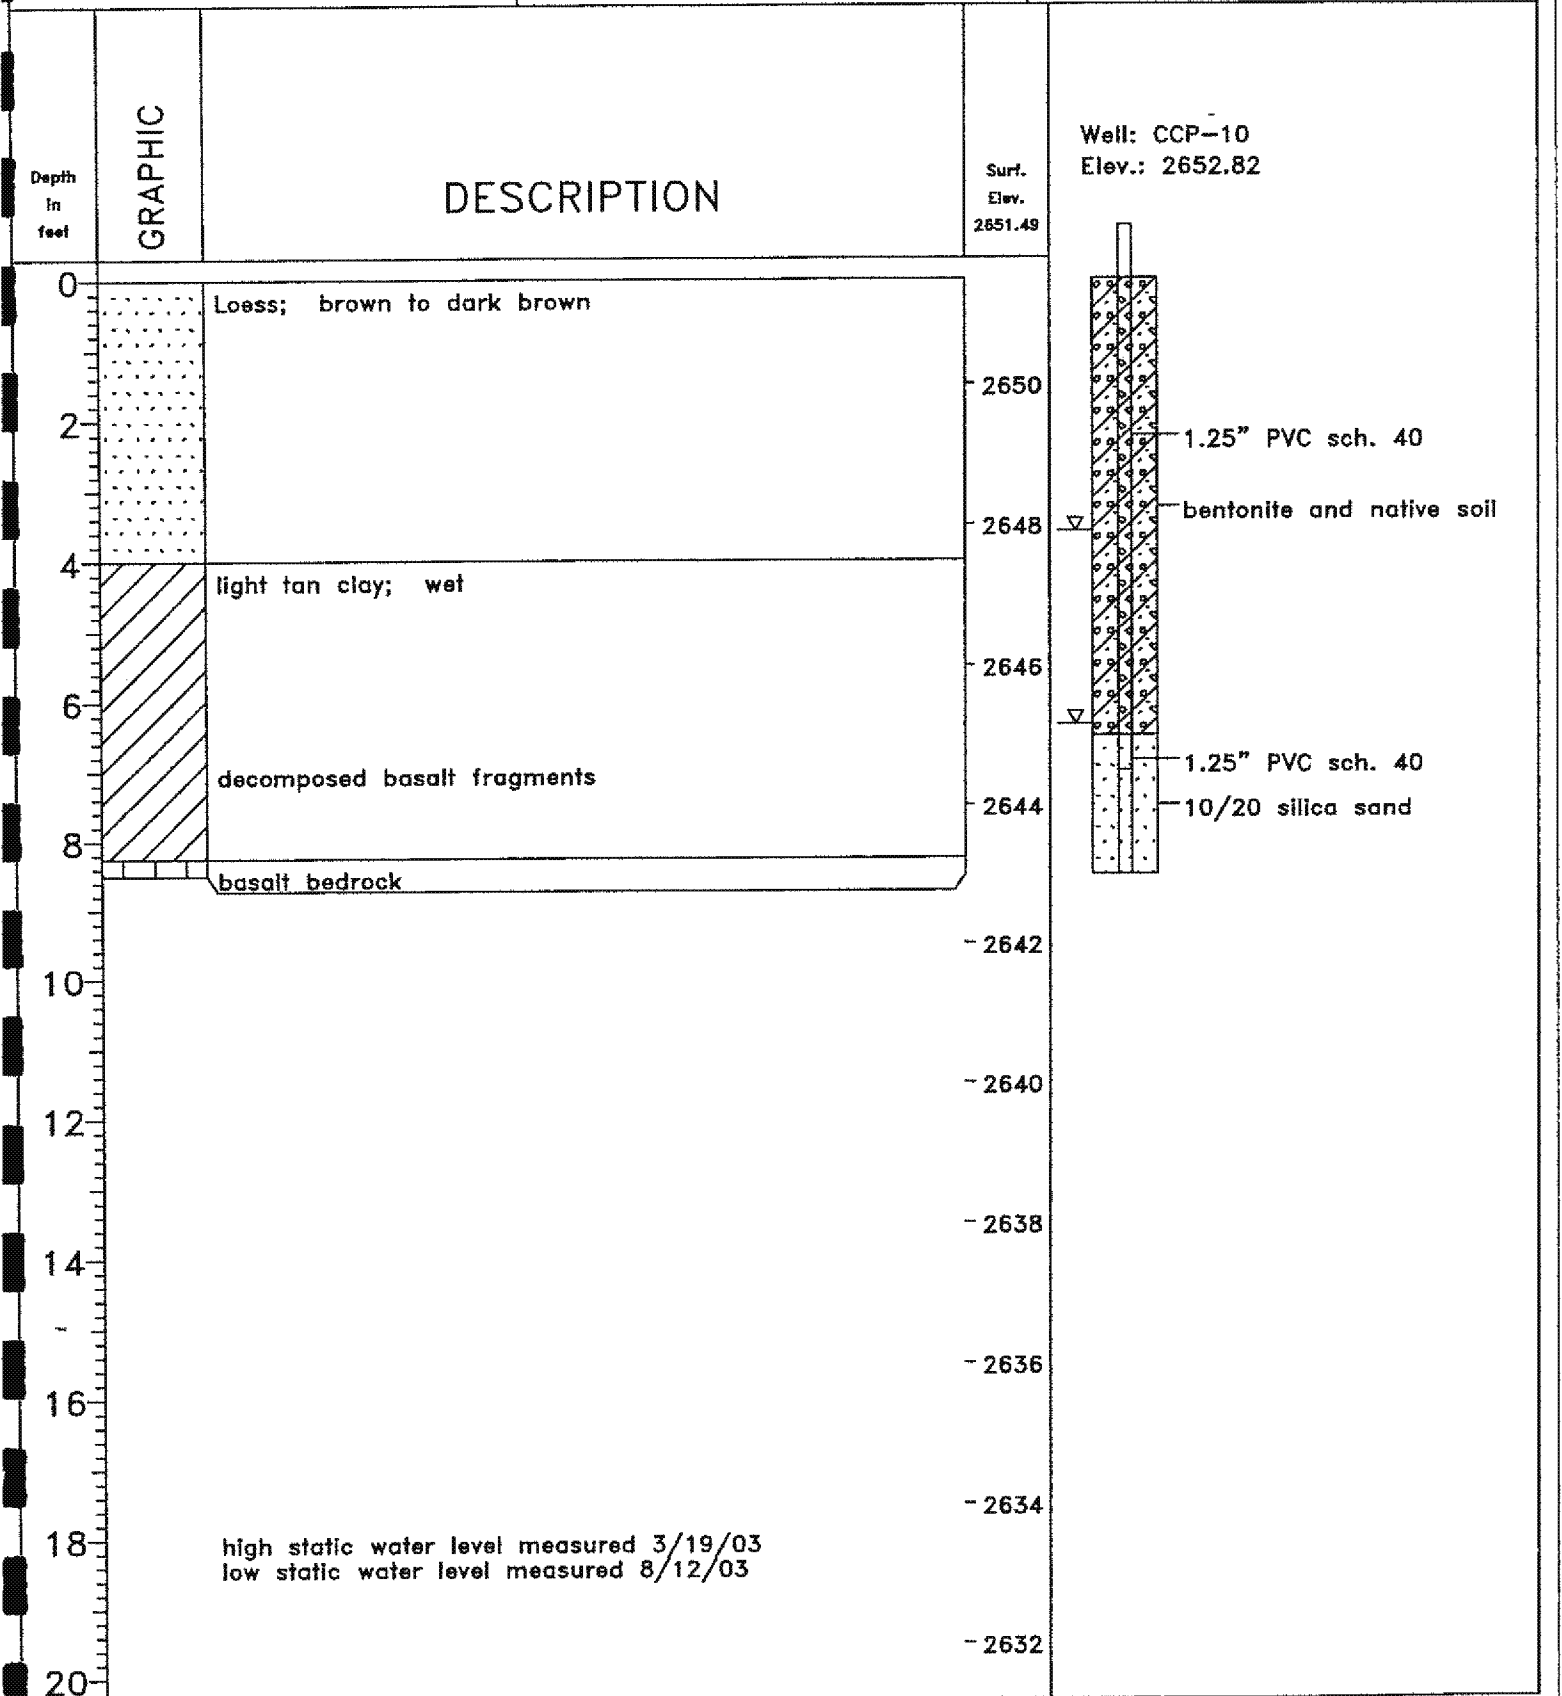 Depth
in
feet
GRAPHIC
DESCRIPTION
Surf.
Elev.
2651.49
Well: CCP-10
Elev.: 2652.82
0
Loess; brown to dark brown
2650
2
1.25" PVC sch. 40
bentonite and native soil
2648
4
light tan clay; wet
2646
6
1.25" PVC sch. 40
decomposed basalt fragments
2644
10/20 silica sand
8
basalt bedrock
2642
10
2640
12
2638
14
2636
16
2634
18
high static water level measured 3/19/03
low static water level measured 8/12/03
2632
20